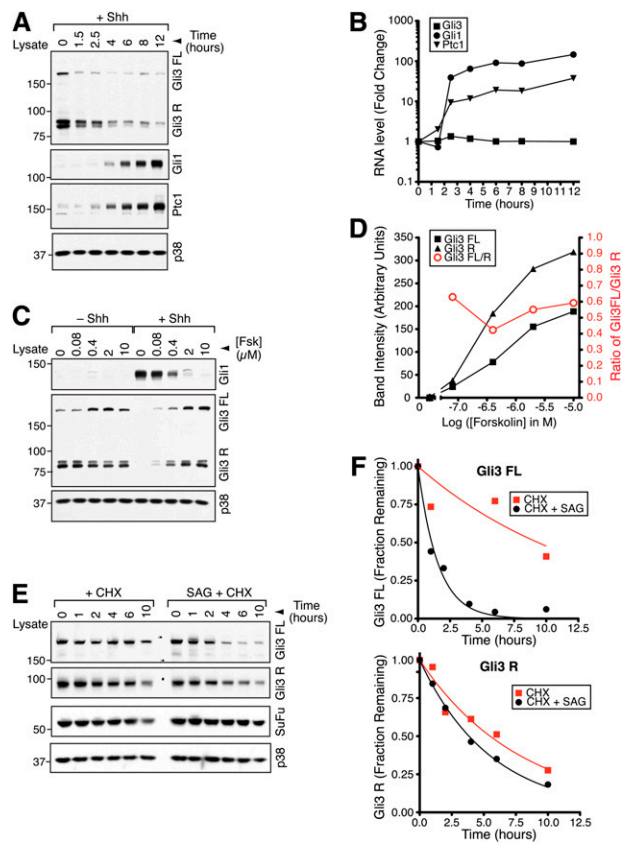 A
+ Shh
Lysate
0 1.5 2.5 4 6 8 12
Time (hours)
150
100
75
Gli3 FL
Gli3 R
100
Gli1
150
Ptc1
37
p38
B
Gli3
Gli1
Ptc1
RNA level (Fold Change)
1000
100
10
1
0.1
0 1 2 3 4 5 6 7 8 9 10 11 12
Time (hours)
C
– Shh + Shh
Lysate
0 0.08 0.4 2 10 0 0.08 0.4 2 10
[Fsk] (µM)
150
Gli1
150
100
75
Gli3 FL
Gli3 R
37
p38
D
Gli3 FL
Gli3 R
Gli3 FL/R
Band Intensity (Arbitrary Units)
350
300
250
200
150
100
50
0
Ratio of Gli3FL/Gli3 R
1.0
0.9
0.8
0.7
0.6
0.5
0.4
0.3
0.2
0.1
0.0
-7.0 -6.5 -6.0 -5.5 -5.0
Log ([Forskolin] in M)
E
+ CHX SAG + CHX
Lysate
0 1 2 4 6 10 0 1 2 4 6 10
Time (hours)
150
Gli3 FL
100
Gli3 R
50
SuFu
37
p38
F
Gli3 FL
CHX
CHX + SAG
Gli3 FL (Fraction Remaining)
1.00
0.75
0.50
0.25
0.00
0.0 2.5 5.0 7.5 10.0 12.5
Time (hours)
Gli3 R
CHX
CHX + SAG
Gli3 R (Fraction Remaining)
1.00
0.75
0.50
0.25
0.00
0.0 2.5 5.0 7.5 10.0 12.5
Time (hours)